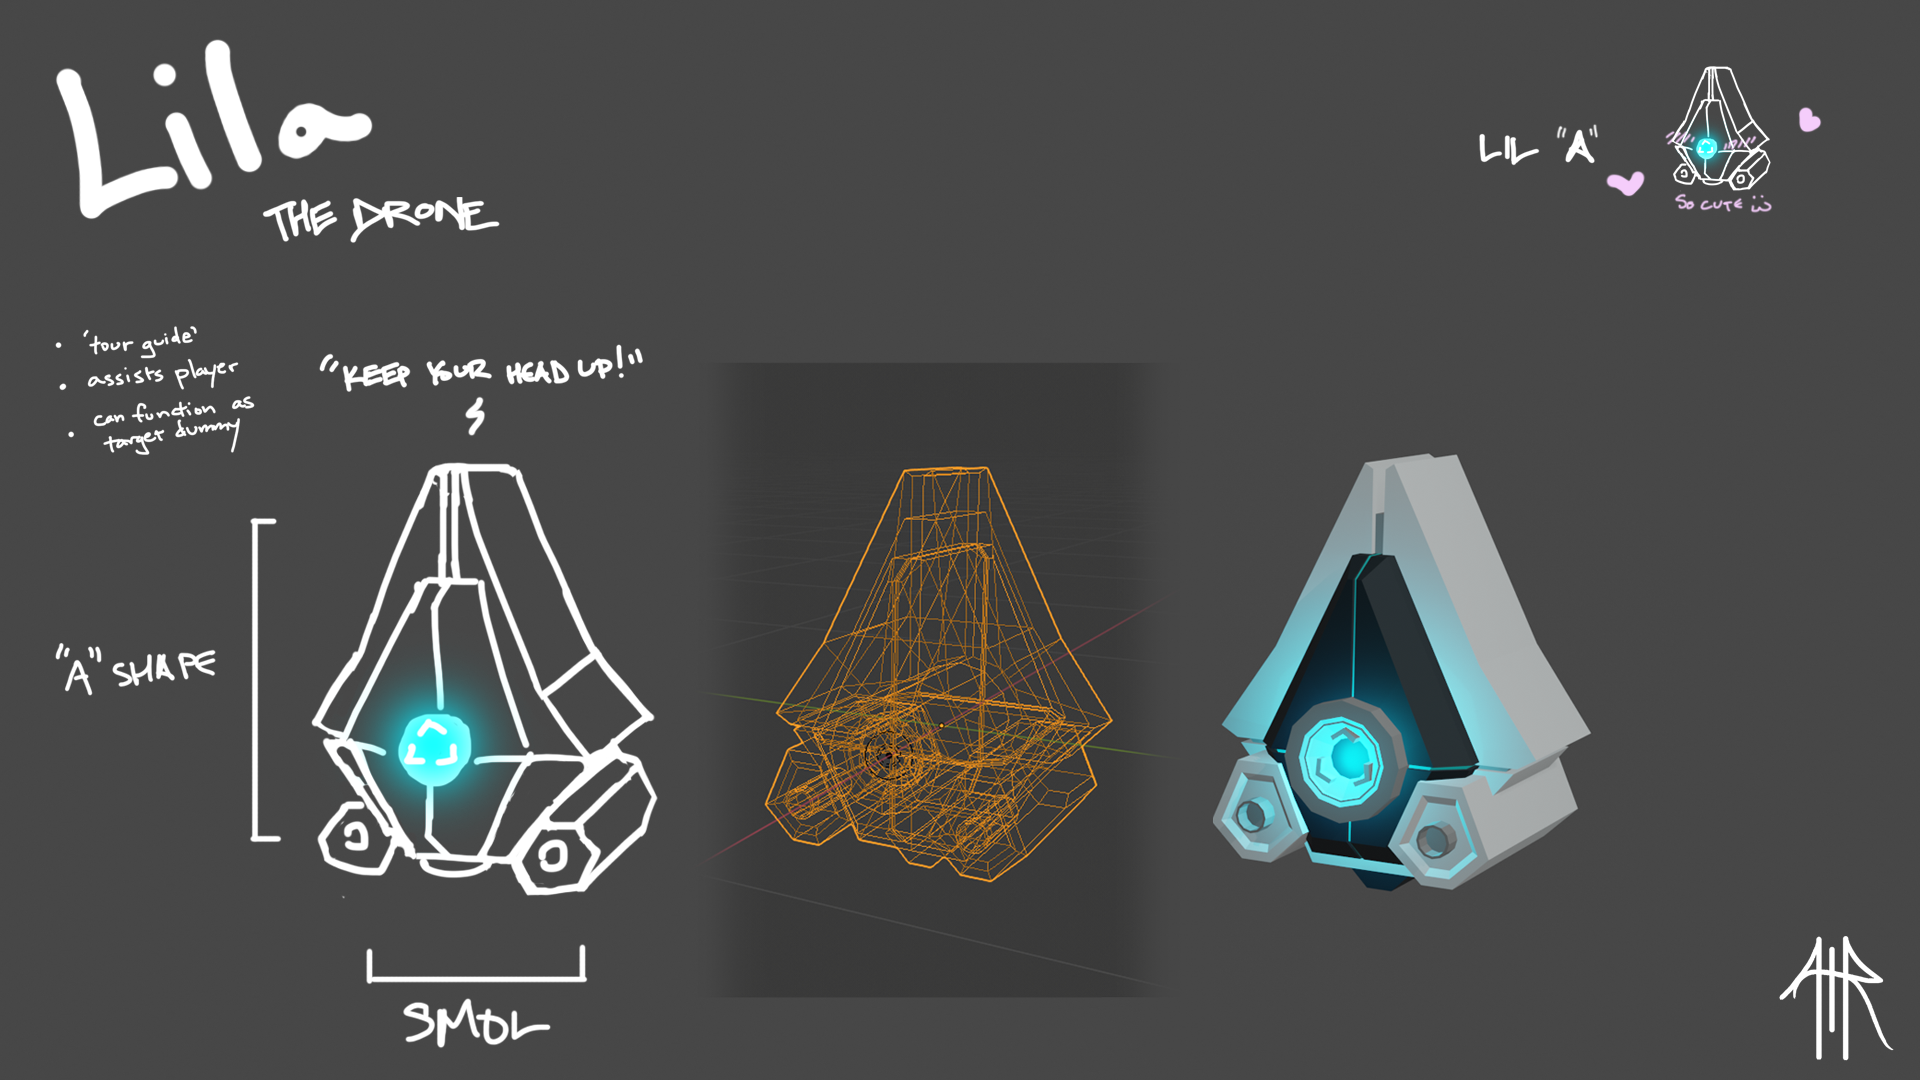 Lila
THE DRONE
LIL "A"
SO CUTE
• 'tour guide'
• assists player
• can function as
target dummy
"KEEP YOUR HEAD UP!"
"A" SHAPE
SMOL
AIR